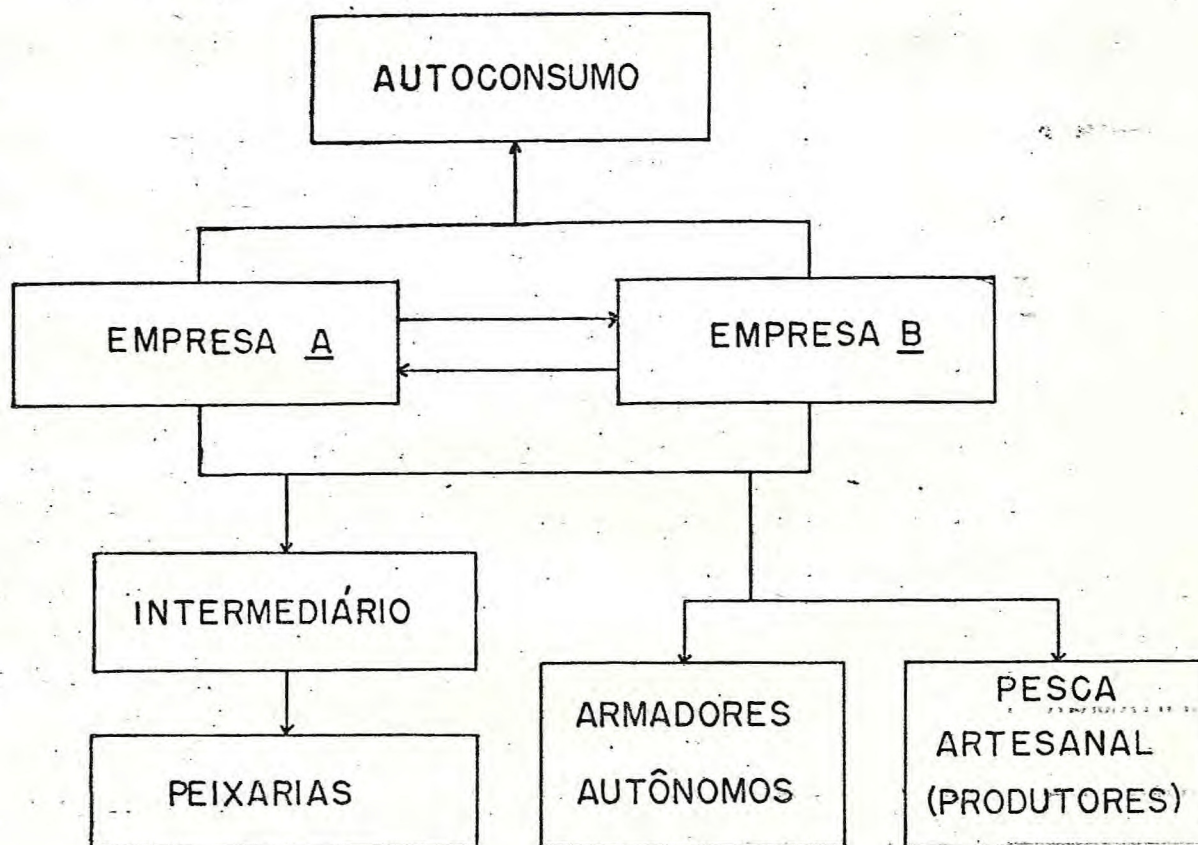 AUTOCONSUMO
EMPRESA A
EMPRESA B
INTERMEDIÁRIO
PEIXARIAS
ARMADORES
AUTÔNOMOS
PESCA
ARTESANAL
(PRODUTORES)